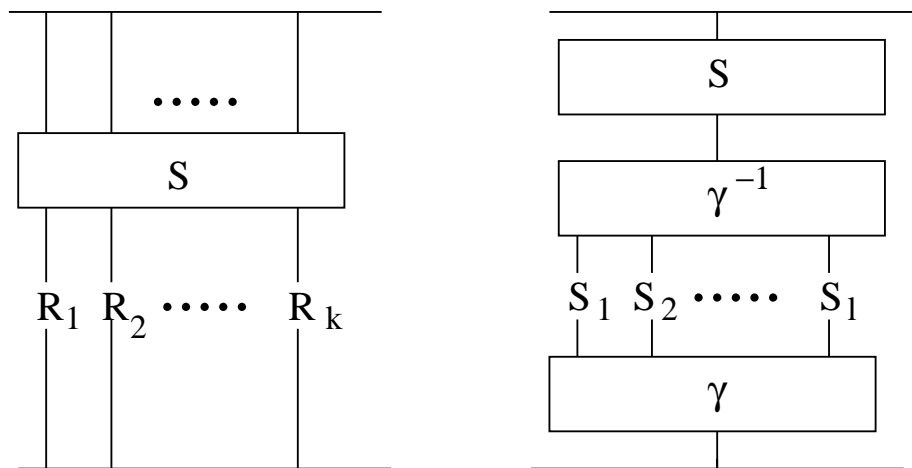 S
R1 R2 ..... Rk
S
γ−1
S1 S2 ..... Sl
γ